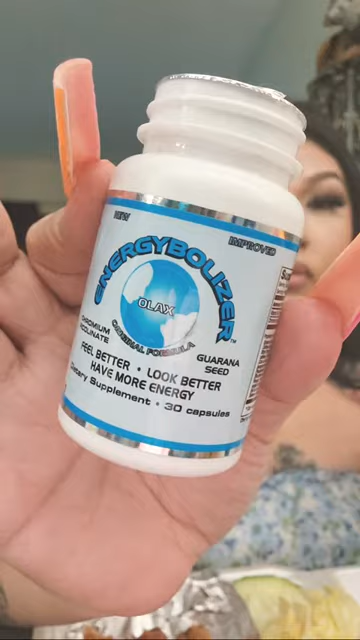 NEW
IMPROVED
ENERGYBOLIZER™
OLAX
ORIGINAL FORMULA
CHROMIUM
GUARANA
SEED
FEEL BETTER • LOOK BETTER
HAVE MORE ENERGY
Dietary Supplement • 30 capsules